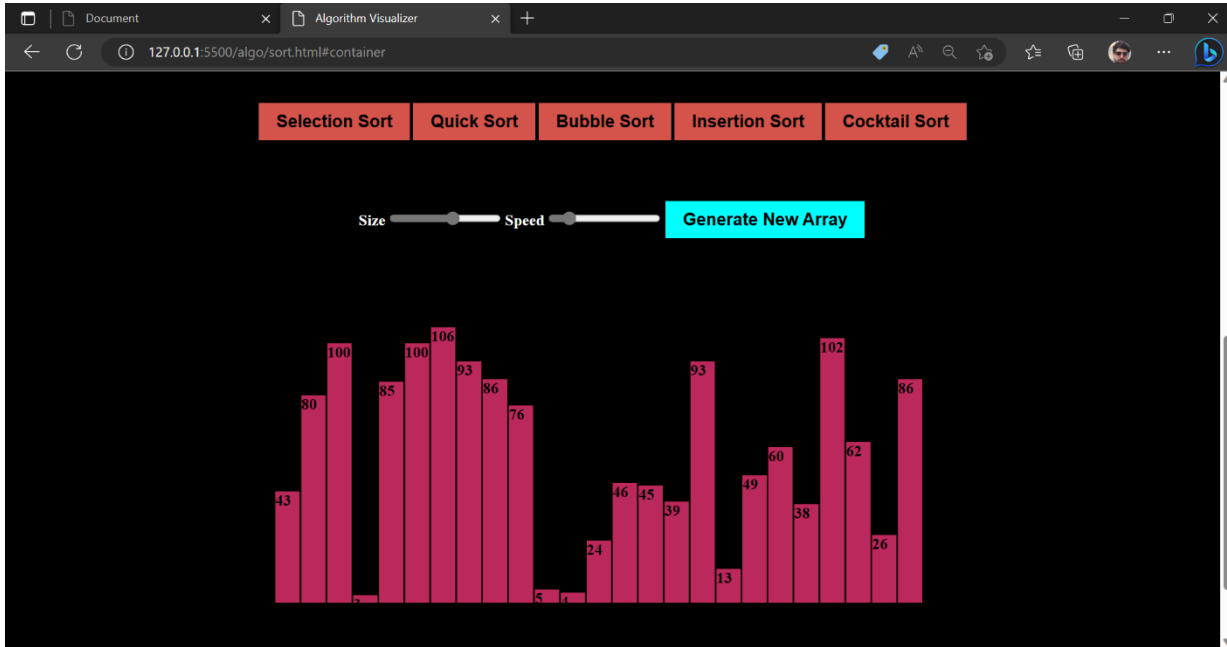 Document
Algorithm Visualizer
127.0.0.1:5500/algo/sort.html#container
Selection Sort Quick Sort Bubble Sort Insertion Sort Cocktail Sort
Size Speed Generate New Array
43 80 100 3 85 100 106 93 86 76 5 4 24 46 45 39 93 13 49 60 38 102 62 26 86